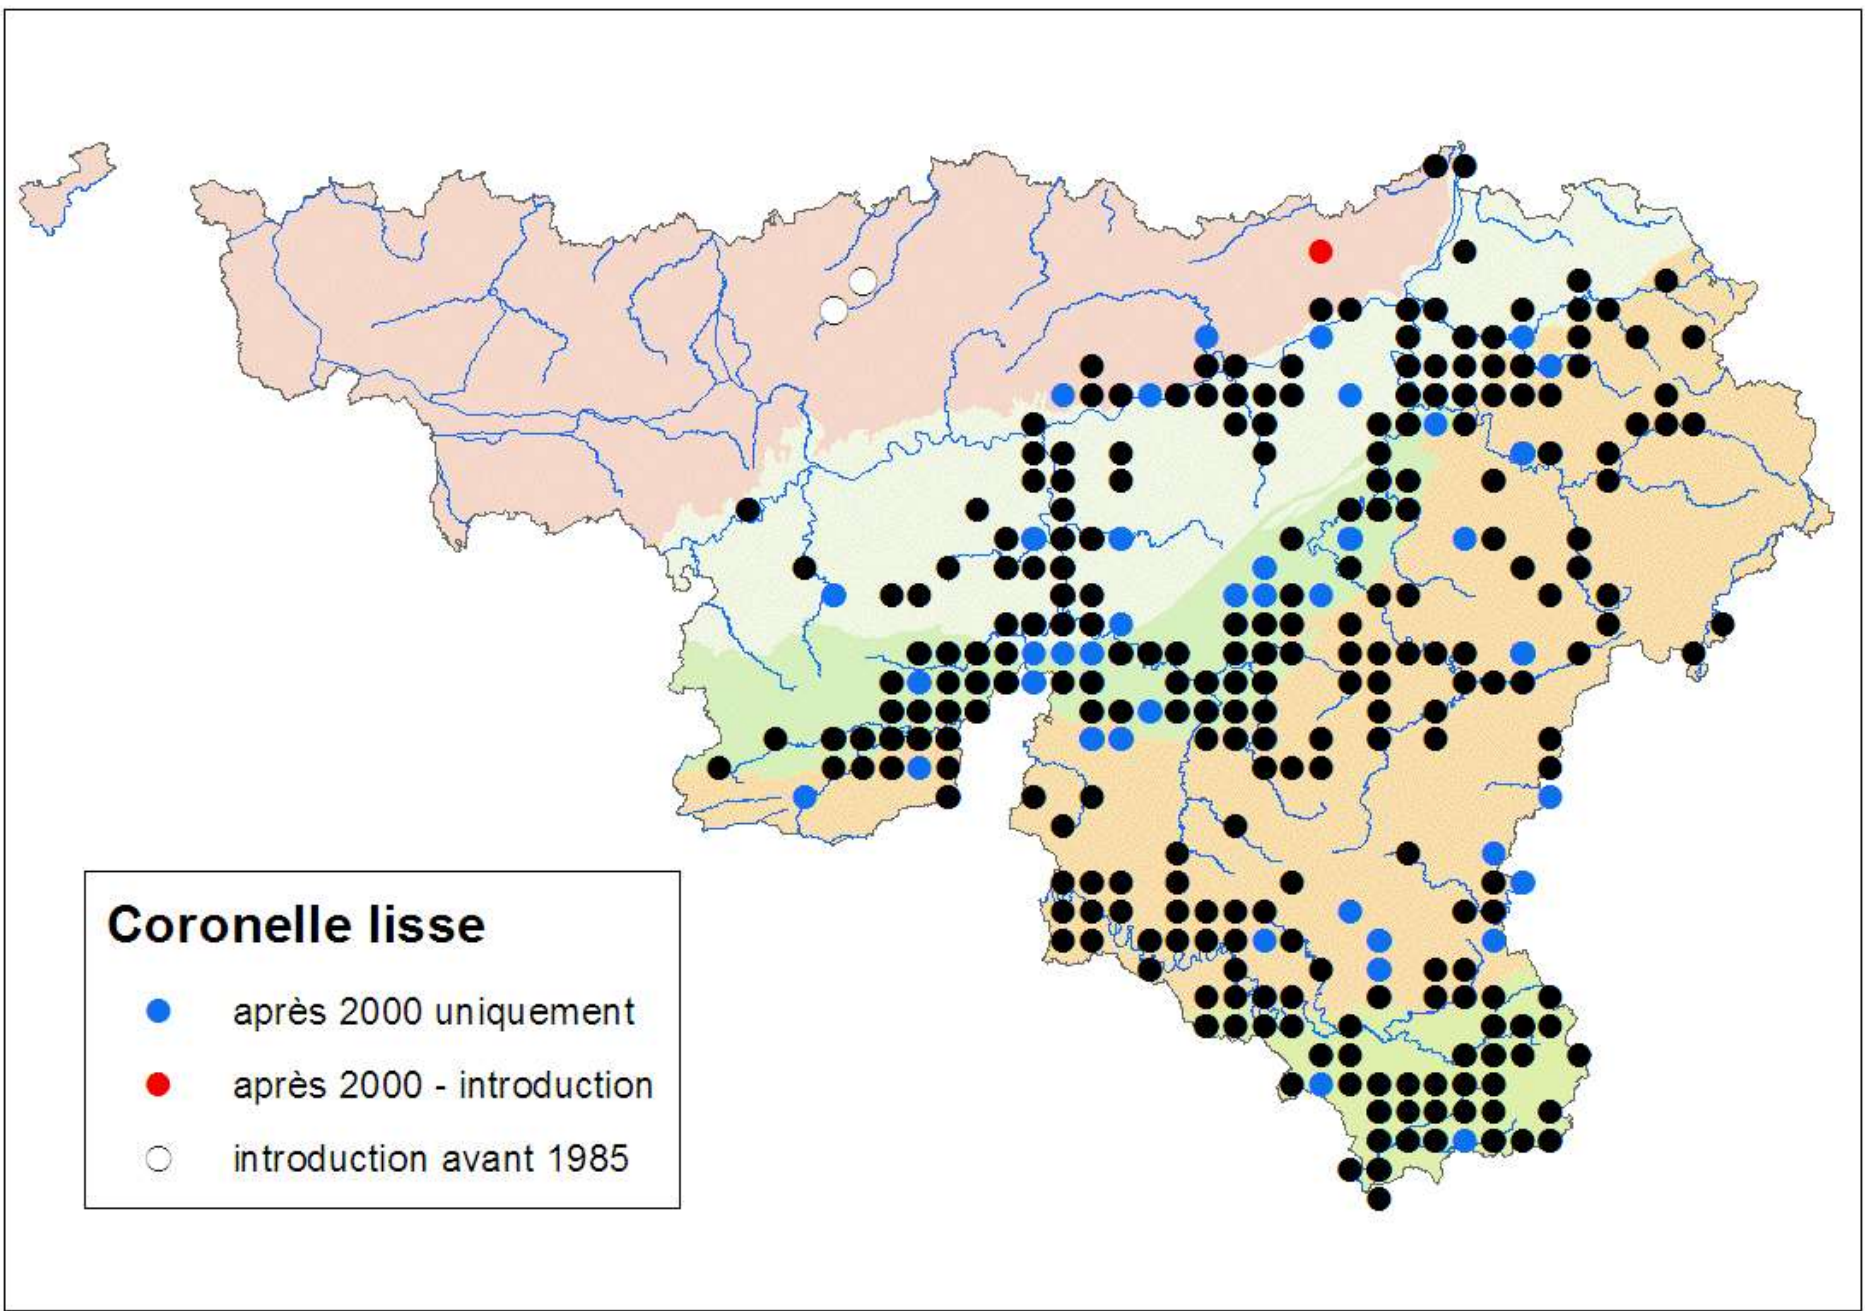 Coronelle lisse
après 2000 uniquement
après 2000 - introduction
introduction avant 1985